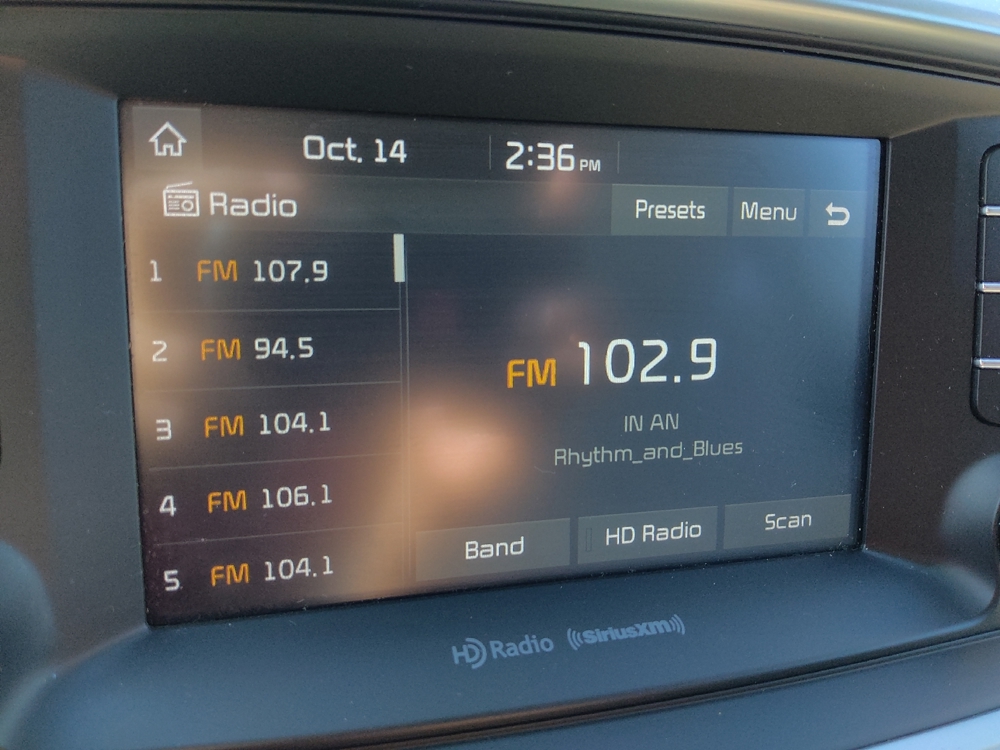 Oct. 14 2:36 PM
Radio Presets Menu
1 FM 107.9
2 FM 94.5
3 FM 104.1
4 FM 106.1
5 FM 104.1
FM 102.9
IN AN
Rhythm_and_Blues
Band HD Radio Scan
HD Radio SiriusXM